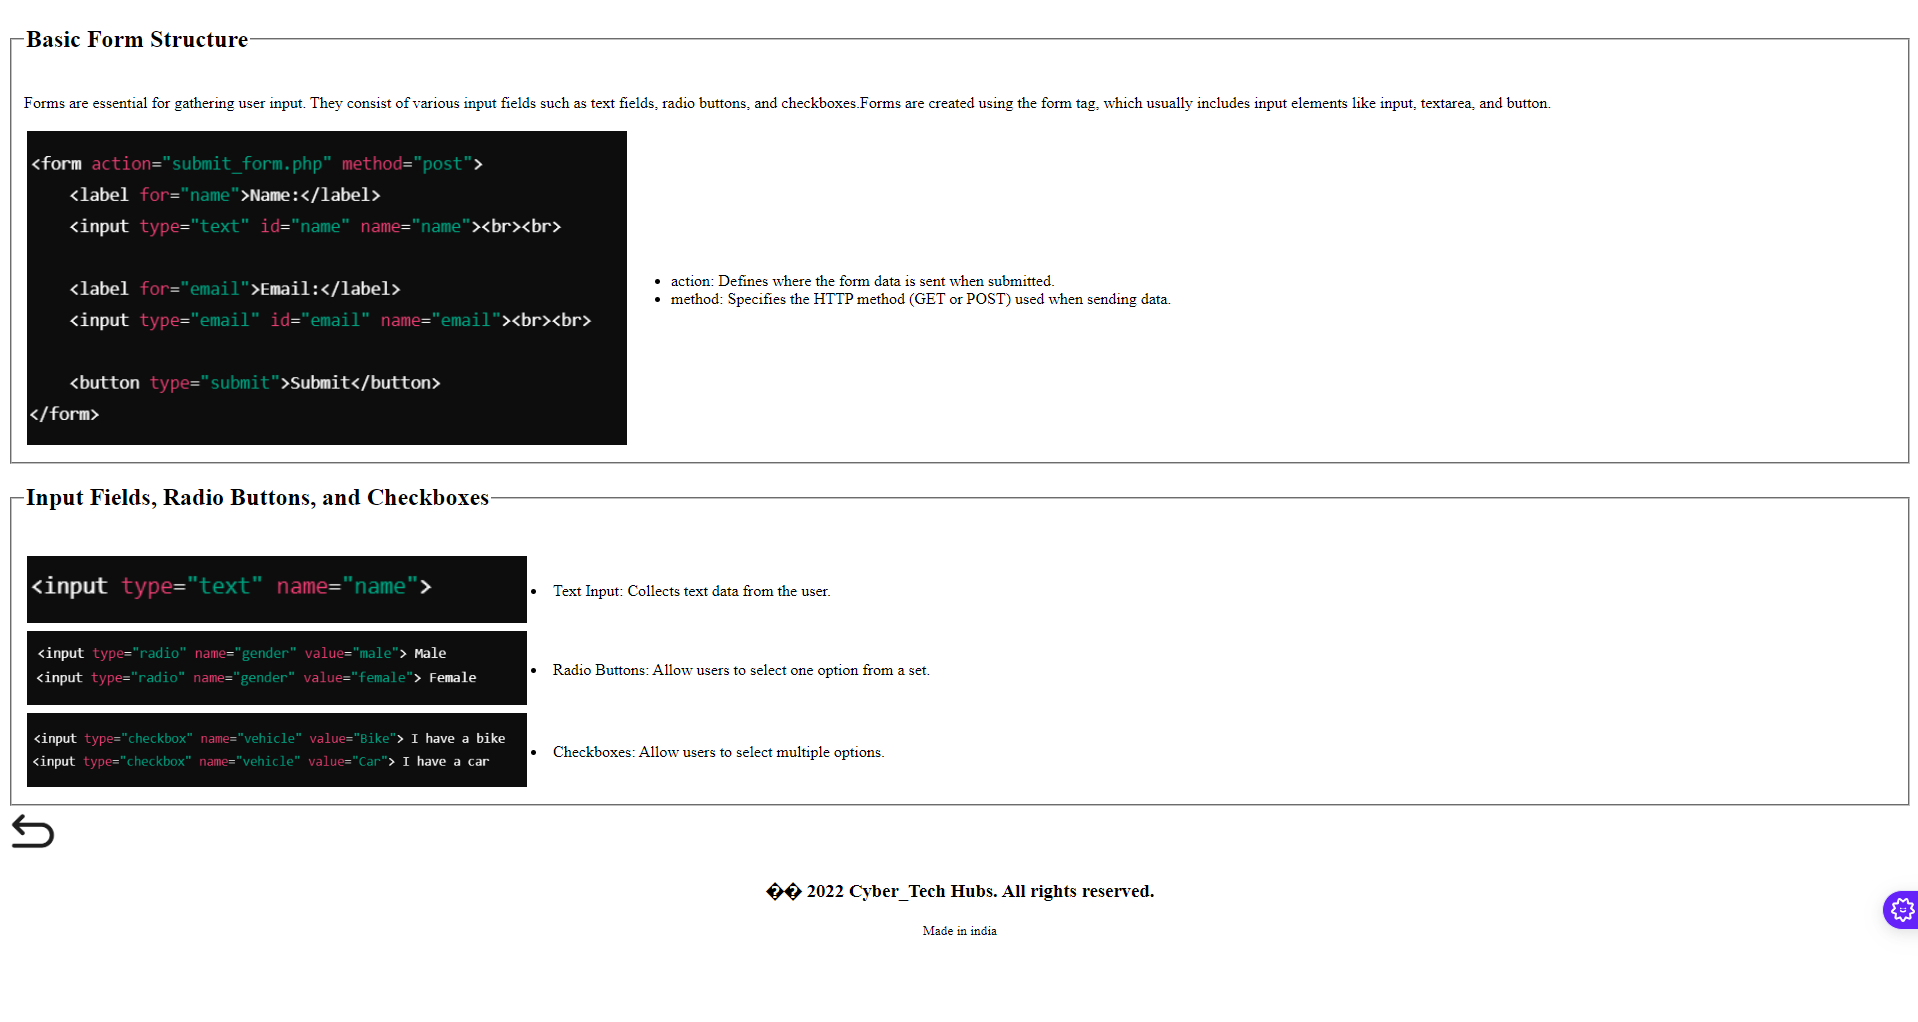 Basic Form Structure
Forms are essential for gathering user input. They consist of various input fields such as text fields, radio buttons, and checkboxes.Forms are created using the form tag, which usually includes input elements like input, textarea, and button.
<form action="submit_form.php" method="post">
<label for="name">Name:</label>
<input type="text" id="name" name="name"><br><br>
<label for="email">Email:</label>
<input type="email" id="email" name="email"><br><br>
<button type="submit">Submit</button>
</form>
• action: Defines where the form data is sent when submitted.
• method: Specifies the HTTP method (GET or POST) used when sending data.
Input Fields, Radio Buttons, and Checkboxes
<input type="text" name="name">
• Text Input: Collects text data from the user.
<input type="radio" name="gender" value="male"> Male
<input type="radio" name="gender" value="female"> Female
• Radio Buttons: Allow users to select one option from a set.
<input type="checkbox" name="vehicle" value="Bike"> I have a bike
<input type="checkbox" name="vehicle" value="Car"> I have a car
• Checkboxes: Allow users to select multiple options.
�� 2022 Cyber_Tech Hubs. All rights reserved.
Made in india